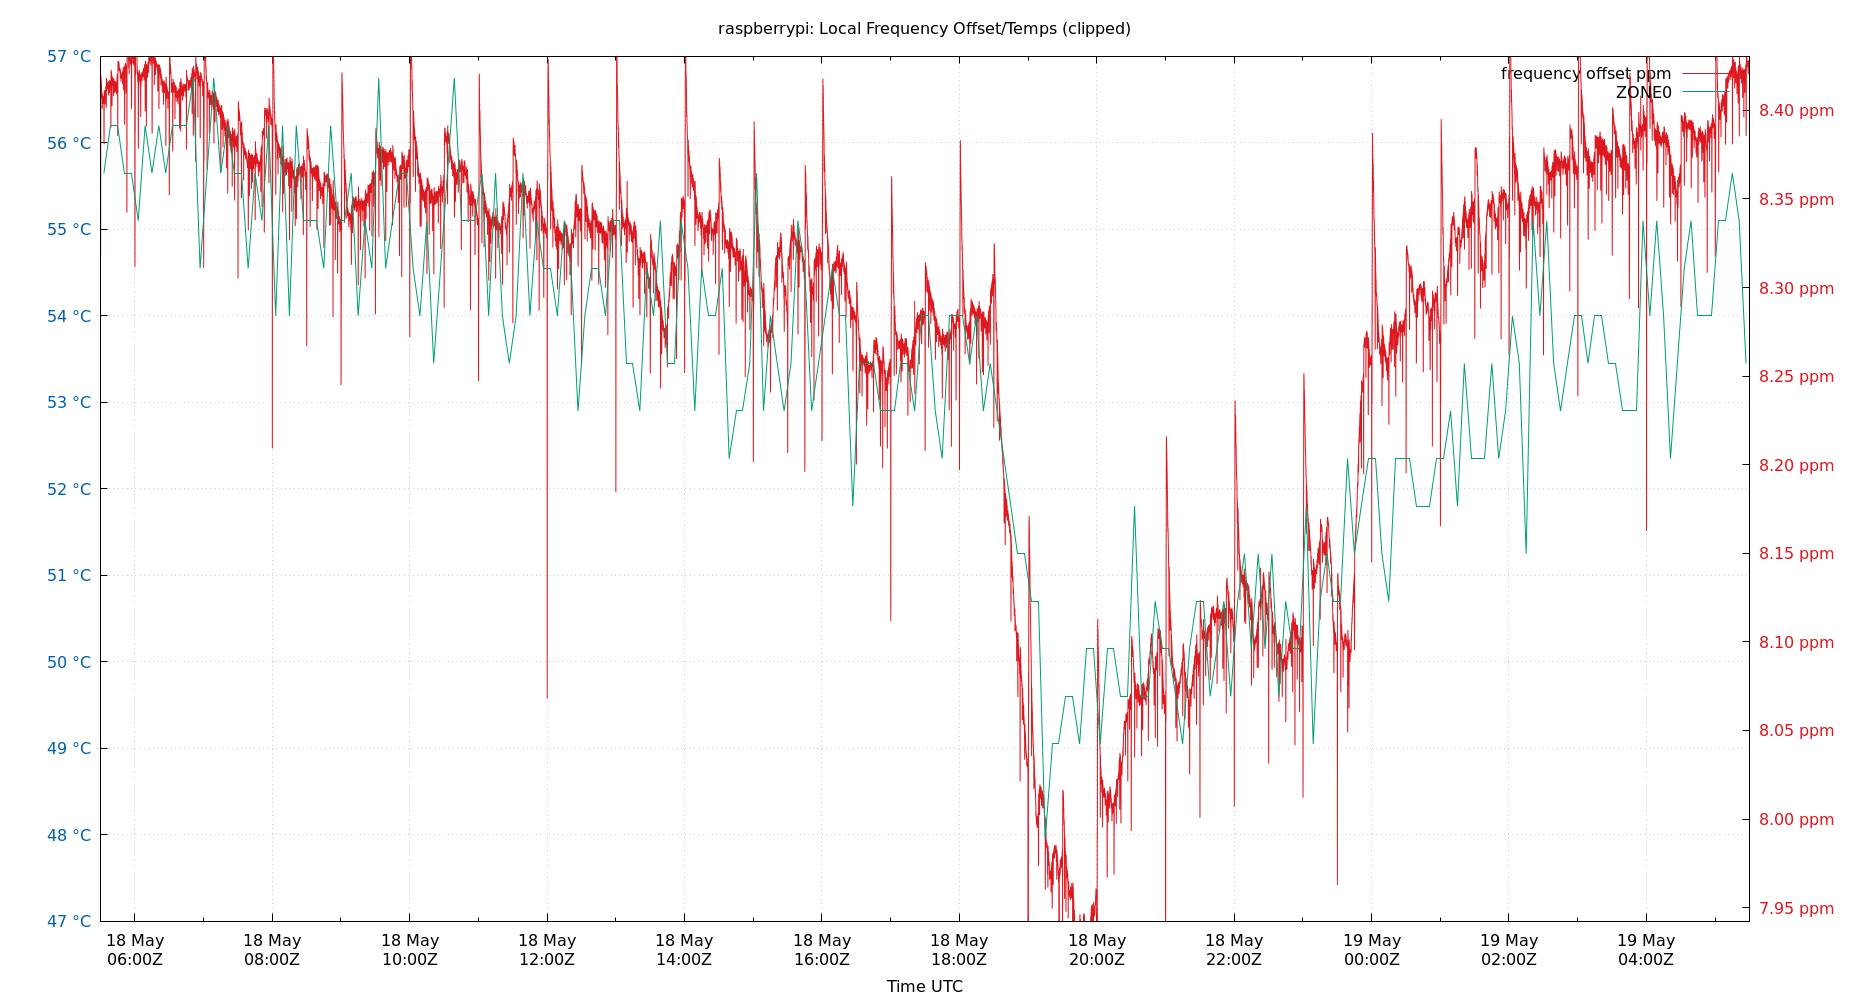 raspberrypi: Local Frequency Offset/Temps (clipped)
frequency offset ppm
ZONE0
57 °C
56 °C
55 °C
54 °C
53 °C
52 °C
51 °C
50 °C
49 °C
48 °C
47 °C
8.40 ppm
8.35 ppm
8.30 ppm
8.25 ppm
8.20 ppm
8.15 ppm
8.10 ppm
8.05 ppm
8.00 ppm
7.95 ppm
18 May 18 May 18 May 18 May 18 May 18 May 18 May 18 May 18 May 19 May 19 May 19 May
06:00Z 08:00Z 10:00Z 12:00Z 14:00Z 16:00Z 18:00Z 20:00Z 22:00Z 00:00Z 02:00Z 04:00Z
Time UTC